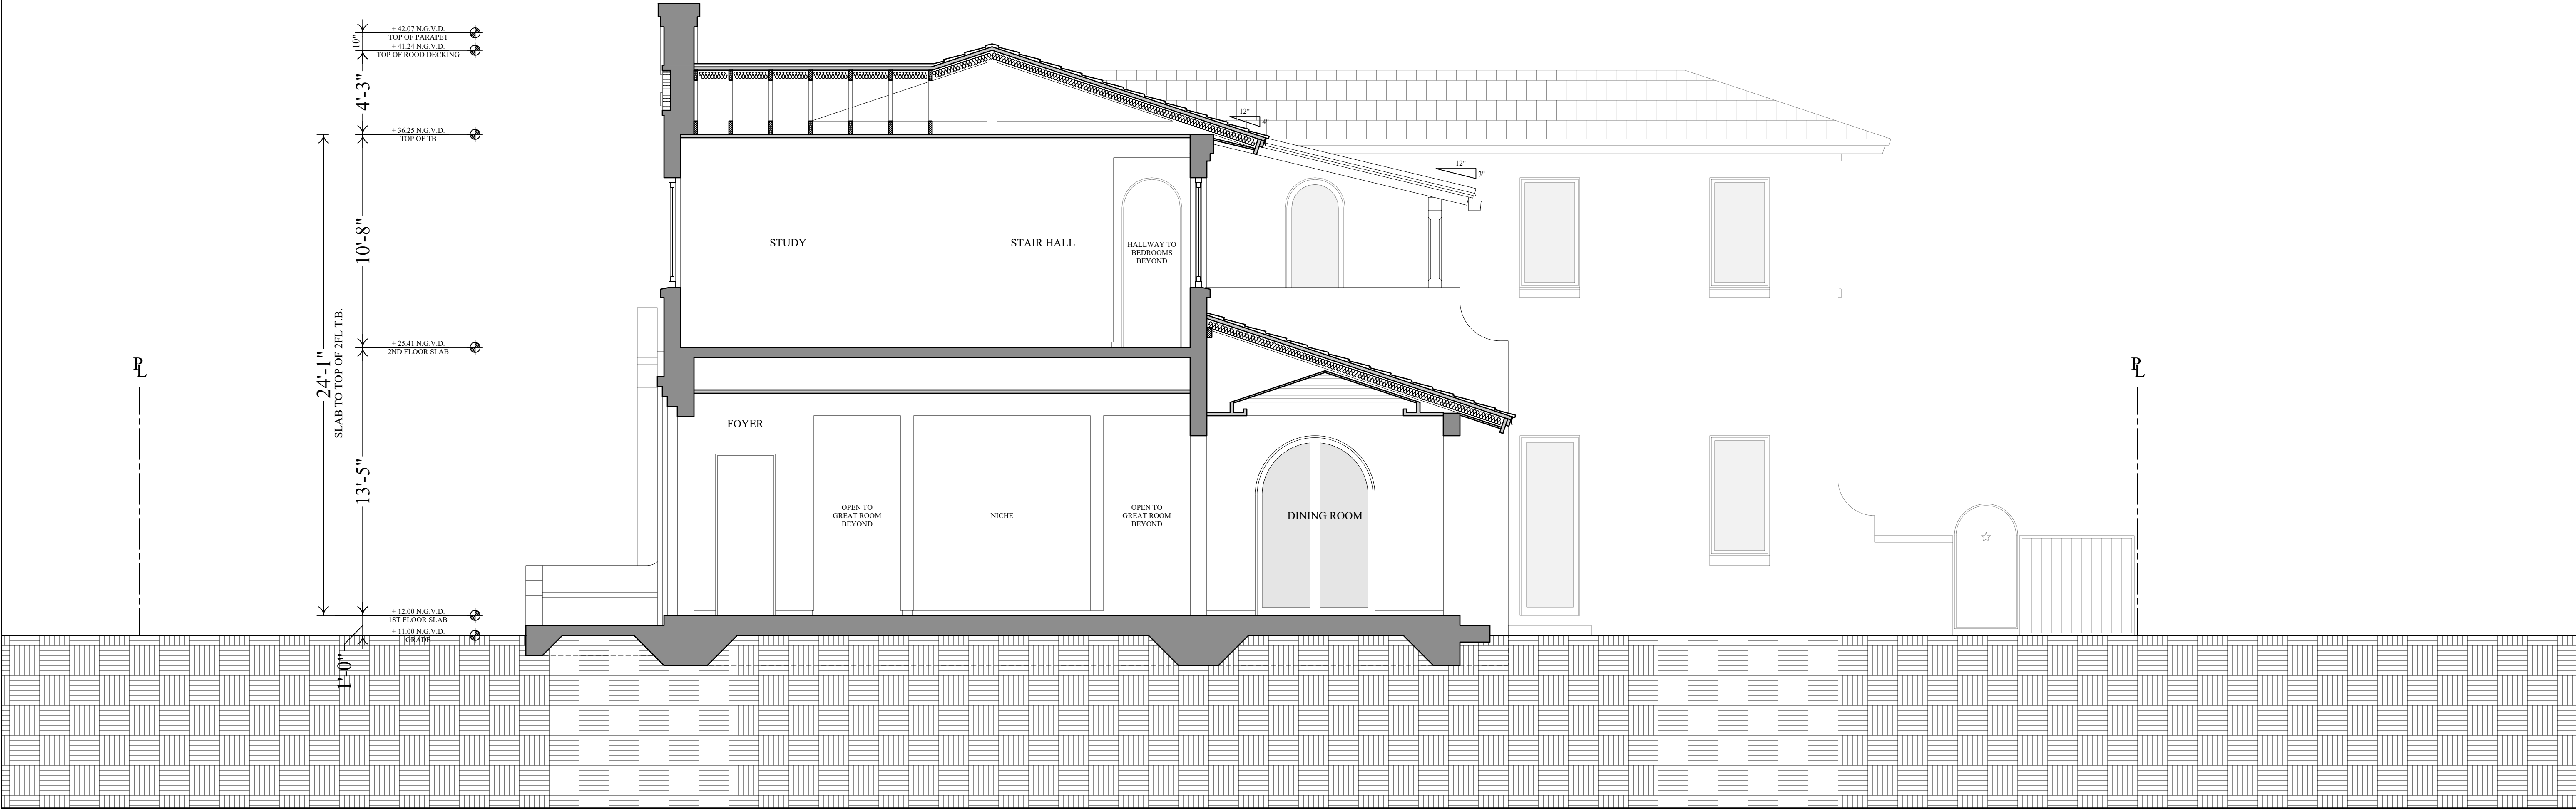 + 42.07 N.G.V.D.
TOP OF PARAPET
10"
+ 41.24 N.G.V.D.
TOP OF ROOD DECKING
4'-3"
12"
4"
+ 36.25 N.G.V.D.
TOP OF TB
12"
3"
10'-8"
STUDY
STAIR HALL
HALLWAY TO
BEDROOMS
BEYOND
24'-1"
SLAB TO TOP OF 2FL T.B.
+ 25.41 N.G.V.D.
2ND FLOOR SLAB
PL
PL
FOYER
13'-5"
OPEN TO
GREAT ROOM
BEYOND
NICHE
OPEN TO
GREAT ROOM
BEYOND
DINING ROOM
+ 12.00 N.G.V.D.
1ST FLOOR SLAB
+ 11.00 N.G.V.D.
GRADE
1'-0"